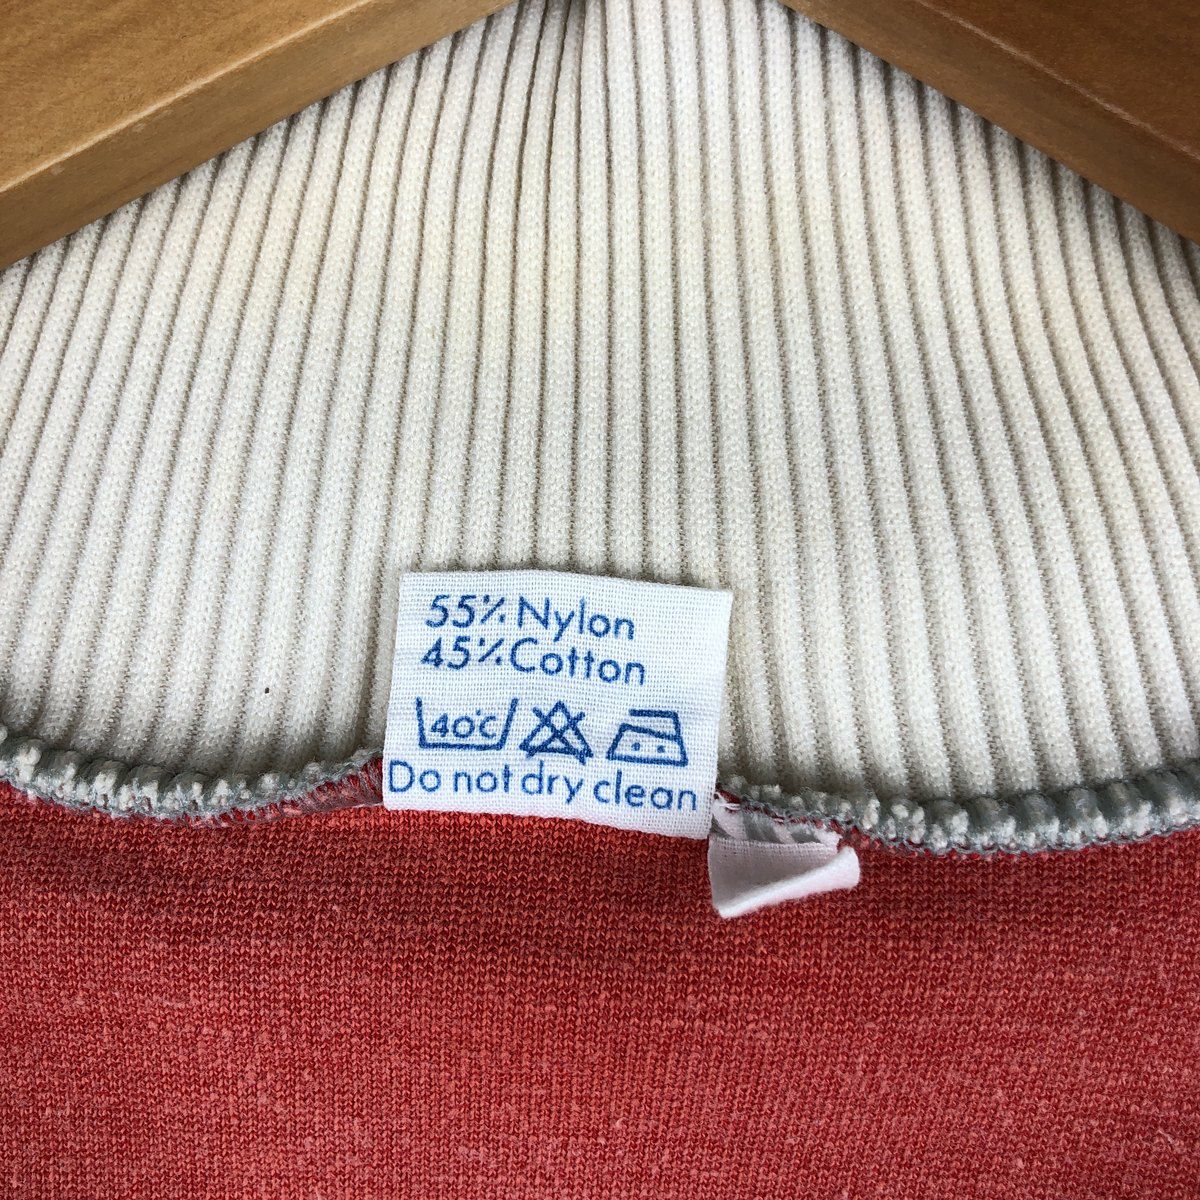 55% Nylon
45% Cotton
40°C
Do not dry clean